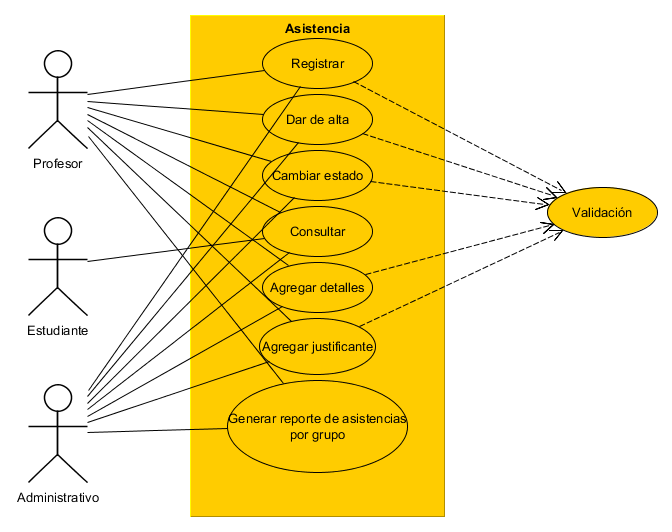 Asistencia
Registrar
Dar de alta
Cambiar estado
Consultar
Agregar detalles
Agregar justificante
Generar reporte de asistencias
por grupo
Profesor
Estudiante
Administrativo
Validación